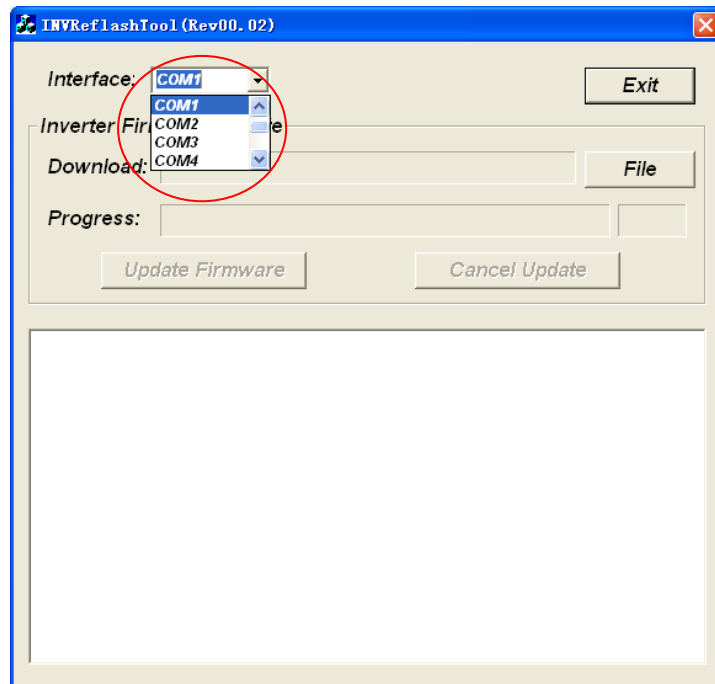 INVReflashTool(Rev00.02)
Interface: COM1
Exit
COM1
COM2
COM3
COM4
Inverter Fir e
Download:
File
Progress:
Update Firmware
Cancel Update